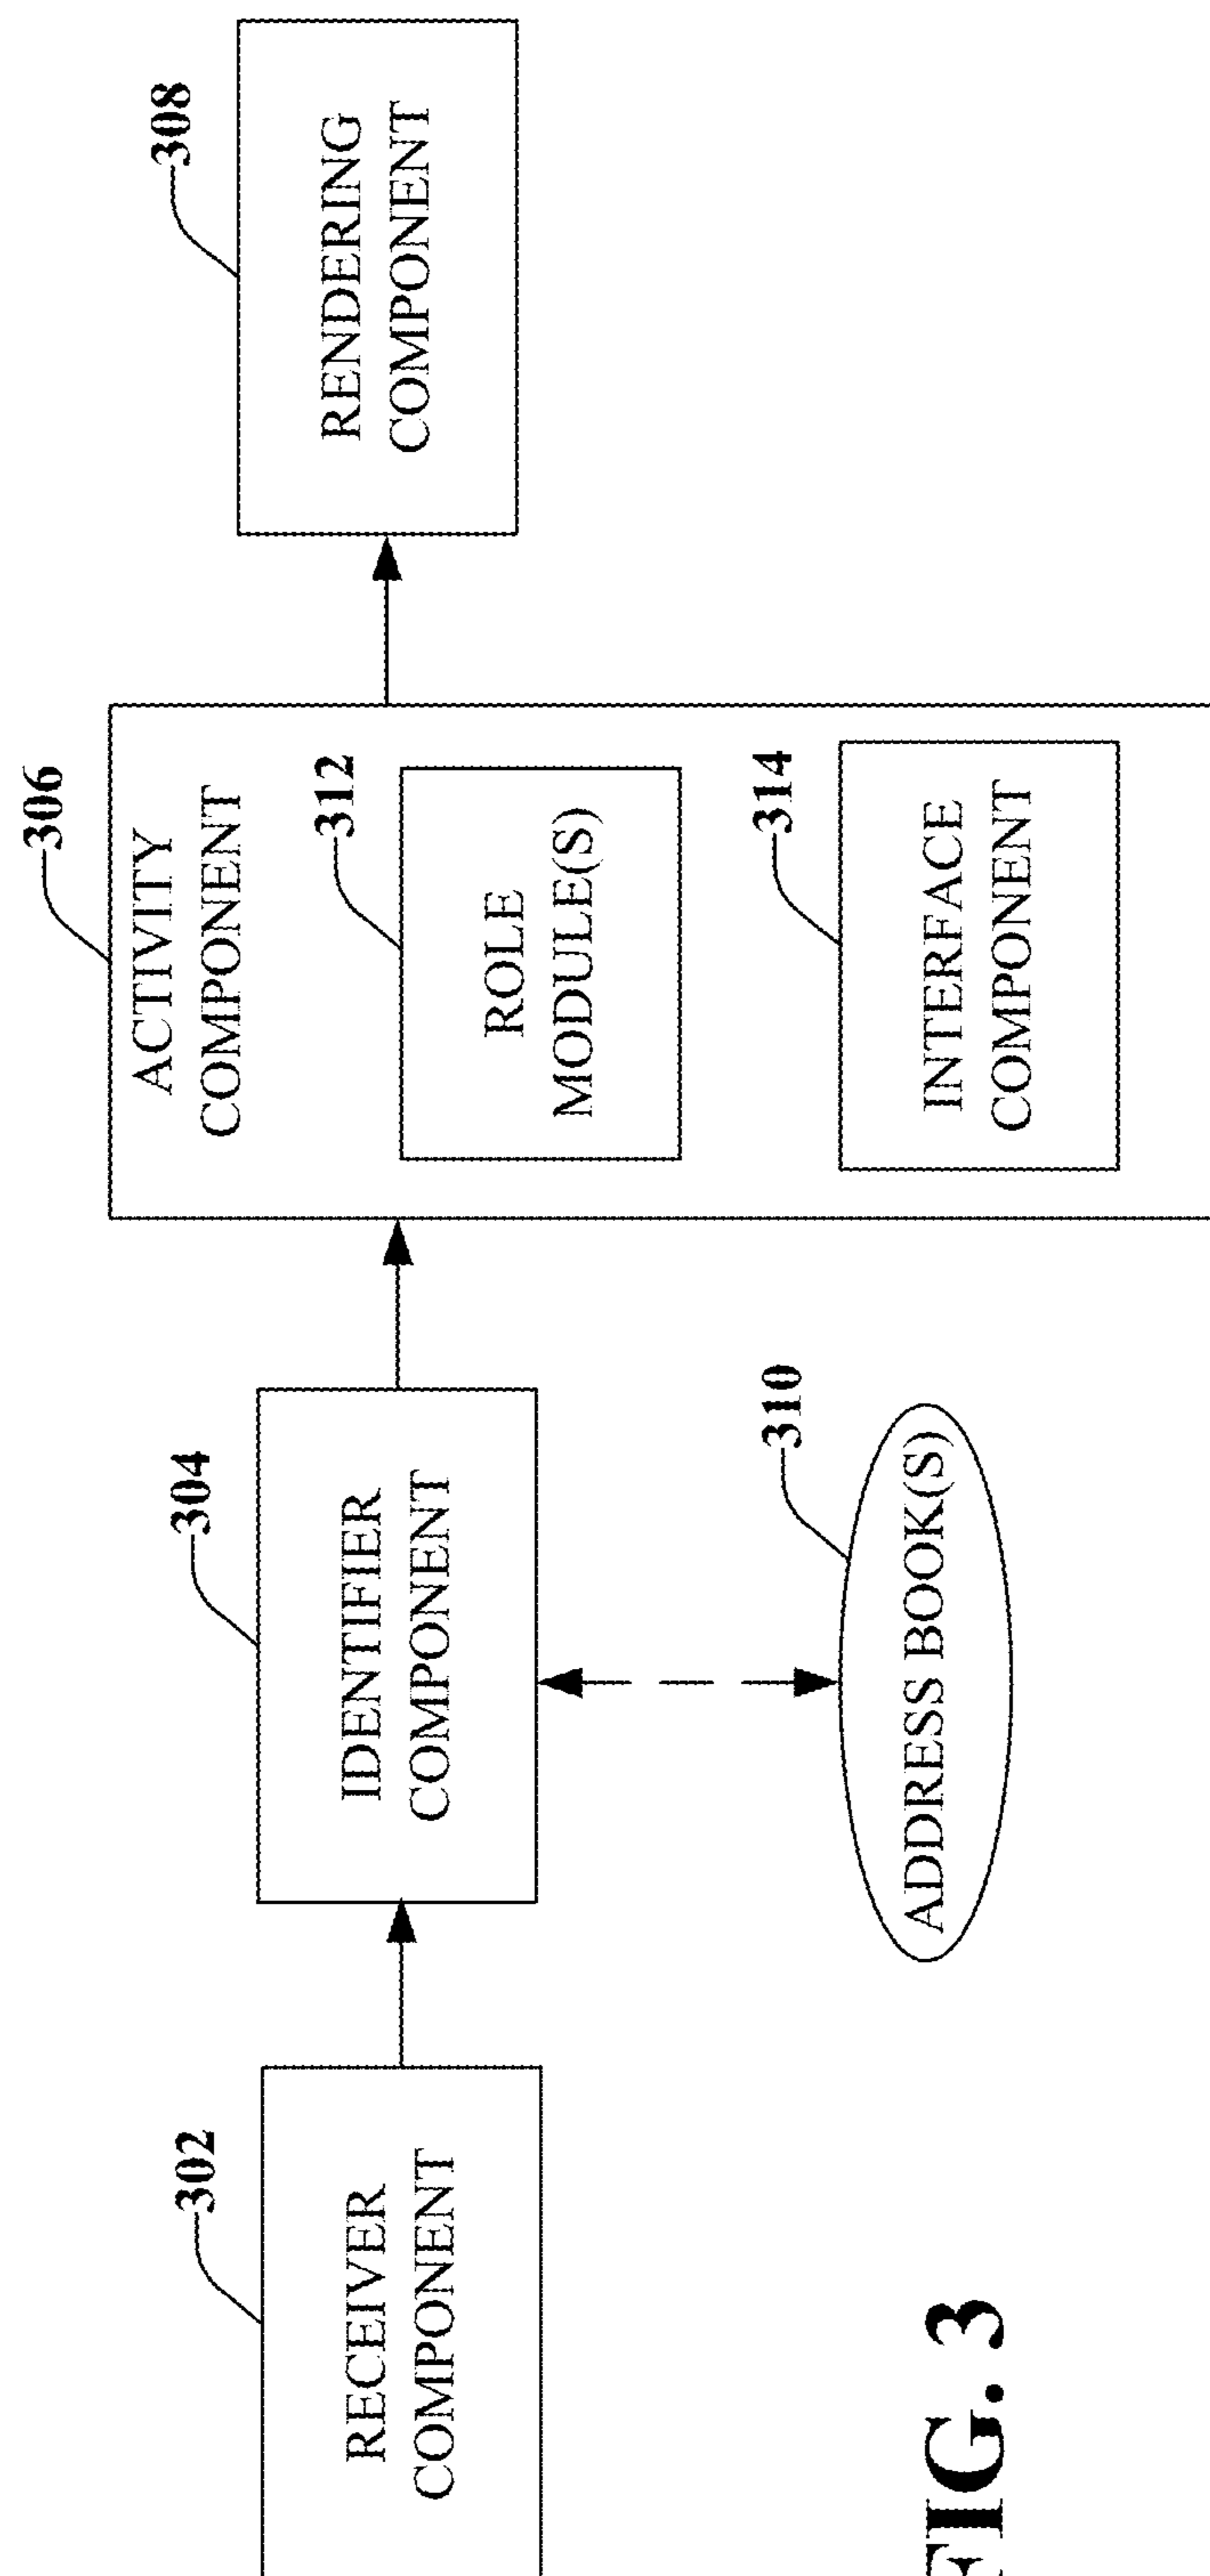 302
RECEIVER
COMPONENT
304
IDENTIFIER
COMPONENT
310
ADDRESS BOOK(S)
306
ACTIVITY
COMPONENT
312
ROLE
MODULE(S)
314
INTERFACE
COMPONENT
308
RENDERING
COMPONENT
FIG. 3